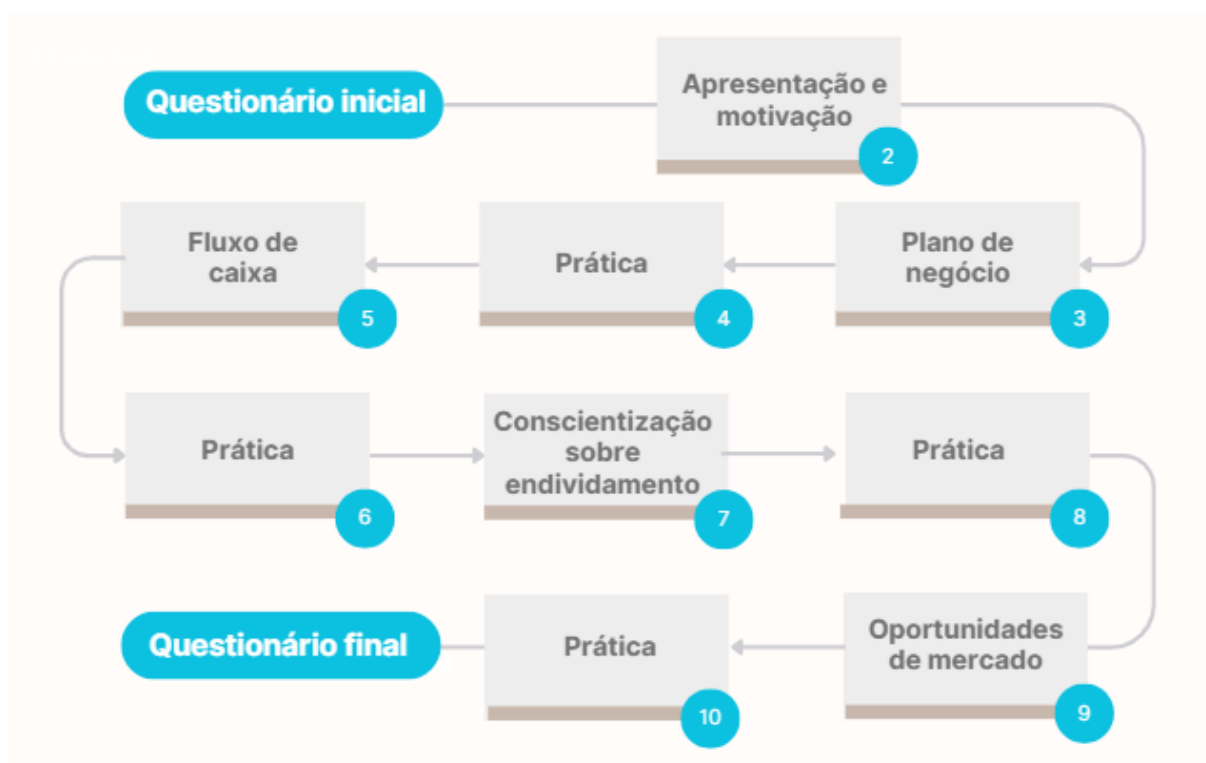 Questionário inicial
Apresentação e
motivação
2
Plano de
negócio
3
Prática
4
Fluxo de
caixa
5
Prática
6
Conscientização
sobre
endividamento
7
Prática
8
Oportunidades
de mercado
9
Prática
10
Questionário final